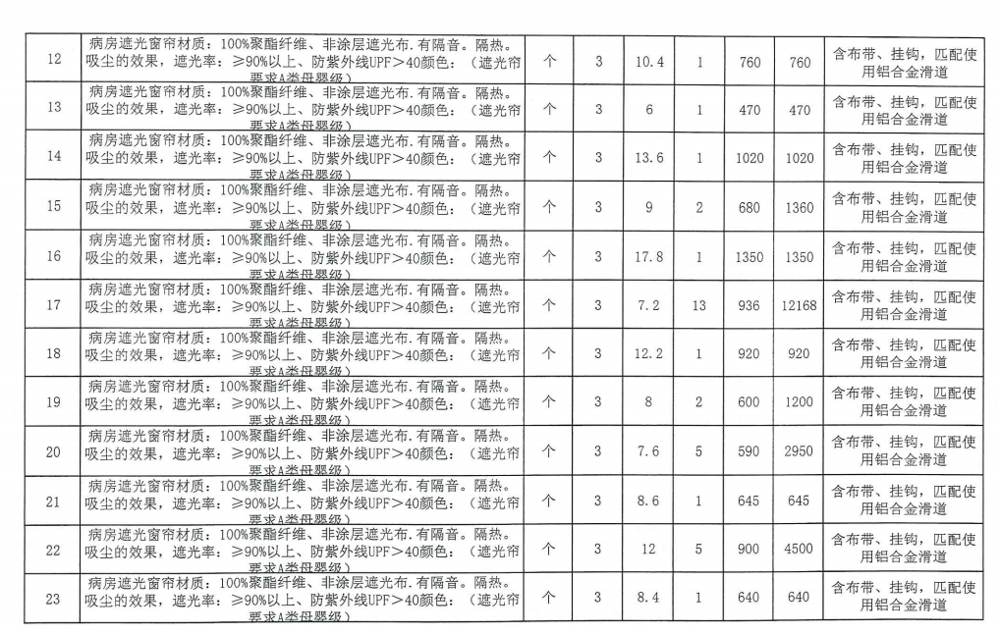 12
病房遮光窗帘材质：100%聚酯纤维、非涂层遮光布.有隔音。隔热。
吸尘的效果，遮光率：≥90%以上、防紫外线UPF＞40颜色：（遮光帘
要求A类母婴级）
个 3 10.4 1 760 760
含布带、挂钩，匹配使
用铝合金滑道
13
病房遮光窗帘材质：100%聚酯纤维、非涂层遮光布.有隔音。隔热。
吸尘的效果，遮光率：≥90%以上、防紫外线UPF＞40颜色：（遮光帘
要求A类母婴级）
个 3 6 1 470 470
含布带、挂钩，匹配使
用铝合金滑道
14
病房遮光窗帘材质：100%聚酯纤维、非涂层遮光布.有隔音。隔热。
吸尘的效果，遮光率：≥90%以上、防紫外线UPF＞40颜色：（遮光帘
要求A类母婴级）
个 3 13.6 1 1020 1020
含布带、挂钩，匹配使
用铝合金滑道
15
病房遮光窗帘材质：100%聚酯纤维、非涂层遮光布.有隔音。隔热。
吸尘的效果，遮光率：≥90%以上、防紫外线UPF＞40颜色：（遮光帘
要求A类母婴级）
个 3 9 2 680 1360
含布带、挂钩，匹配使
用铝合金滑道
16
病房遮光窗帘材质：100%聚酯纤维、非涂层遮光布.有隔音。隔热。
吸尘的效果，遮光率：≥90%以上、防紫外线UPF＞40颜色：（遮光帘
要求A类母婴级）
个 3 17.8 1 1350 1350
含布带、挂钩，匹配使
用铝合金滑道
17
病房遮光窗帘材质：100%聚酯纤维、非涂层遮光布.有隔音。隔热。
吸尘的效果，遮光率：≥90%以上、防紫外线UPF＞40颜色：（遮光帘
要求A类母婴级）
个 3 7.2 13 936 12168
含布带、挂钩，匹配使
用铝合金滑道
18
病房遮光窗帘材质：100%聚酯纤维、非涂层遮光布.有隔音。隔热。
吸尘的效果，遮光率：≥90%以上、防紫外线UPF＞40颜色：（遮光帘
要求A类母婴级）
个 3 12.2 1 920 920
含布带、挂钩，匹配使
用铝合金滑道
19
病房遮光窗帘材质：100%聚酯纤维、非涂层遮光布.有隔音。隔热。
吸尘的效果，遮光率：≥90%以上、防紫外线UPF＞40颜色：（遮光帘
要求A类母婴级）
个 3 8 2 600 1200
含布带、挂钩，匹配使
用铝合金滑道
20
病房遮光窗帘材质：100%聚酯纤维、非涂层遮光布.有隔音。隔热。
吸尘的效果，遮光率：≥90%以上、防紫外线UPF＞40颜色：（遮光帘
要求A类母婴级）
个 3 7.6 5 590 2950
含布带、挂钩，匹配使
用铝合金滑道
21
病房遮光窗帘材质：100%聚酯纤维、非涂层遮光布.有隔音。隔热。
吸尘的效果，遮光率：≥90%以上、防紫外线UPF＞40颜色：（遮光帘
要求A类母婴级）
个 3 8.6 1 645 645
含布带、挂钩，匹配使
用铝合金滑道
22
病房遮光窗帘材质：100%聚酯纤维、非涂层遮光布.有隔音。隔热。
吸尘的效果，遮光率：≥90%以上、防紫外线UPF＞40颜色：（遮光帘
要求A类母婴级）
个 3 12 5 900 4500
含布带、挂钩，匹配使
用铝合金滑道
23
病房遮光窗帘材质：100%聚酯纤维、非涂层遮光布.有隔音。隔热。
吸尘的效果，遮光率：≥90%以上、防紫外线UPF＞40颜色：（遮光帘
要求A类母婴级）
个 3 8.4 1 640 640
含布带、挂钩，匹配使
用铝合金滑道